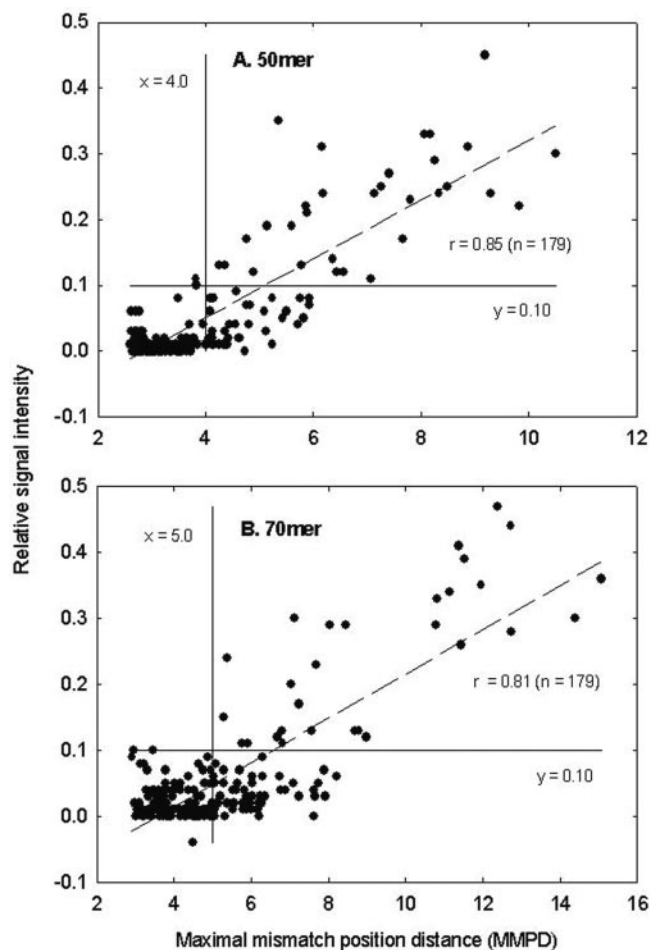 0.5
A. 50mer
x = 4.0
0.4
0.3
0.2
r = 0.85 (n = 179)
0.1
y = 0.10
0.0
-0.1
2 4 6 8 10 12
Relative signal intensity
0.5
B. 70mer
x = 5.0
0.4
0.3
0.2
r = 0.81 (n = 179)
0.1
y = 0.10
0.0
-0.1
2 4 6 8 10 12 14 16
Maximal mismatch position distance (MMPD)